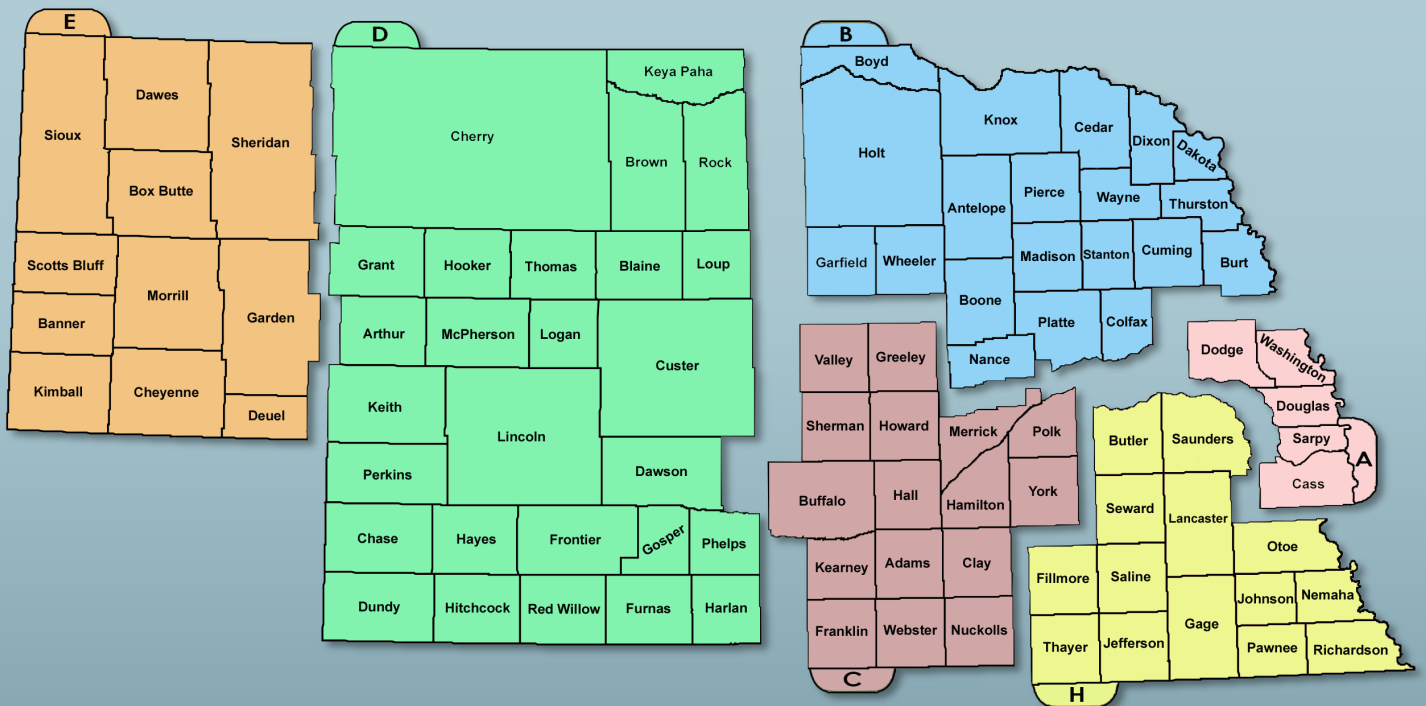 E
Sioux
Dawes
Sheridan
Box Butte
Scotts Bluff
Morrill
Garden
Banner
Kimball
Cheyenne
Deuel
D
Cherry
Keya Paha
Brown
Rock
Grant
Hooker
Thomas
Blaine
Loup
Arthur
McPherson
Logan
Custer
Keith
Lincoln
Perkins
Dawson
Chase
Hayes
Frontier
Gosper
Phelps
Dundy
Hitchcock
Red Willow
Furnas
Harlan
B
Boyd
Holt
Knox
Cedar
Dixon
Dakota
Antelope
Pierce
Wayne
Thurston
Garfield
Wheeler
Madison
Stanton
Cuming
Burt
Boone
Platte
Colfax
Nance
Valley
Greeley
Sherman
Howard
Merrick
Polk
Buffalo
Hall
Hamilton
York
Kearney
Adams
Clay
Franklin
Webster
Nuckolls
C
Dodge
Washington
Douglas
Sarpy
Cass
A
Butler
Saunders
Seward
Lancaster
Otoe
Fillmore
Saline
Johnson
Nemaha
Thayer
Jefferson
Gage
Pawnee
Richardson
H